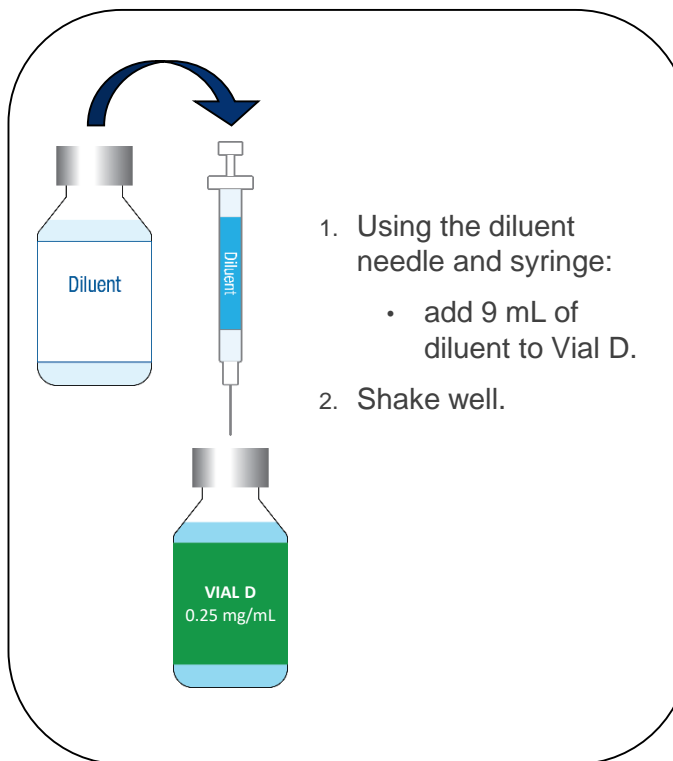 Diluent
Diluent
1. Using the diluent
needle and syringe:
• add 9 mL of
diluent to Vial D.
2. Shake well.
VIAL D
0.25 mg/mL